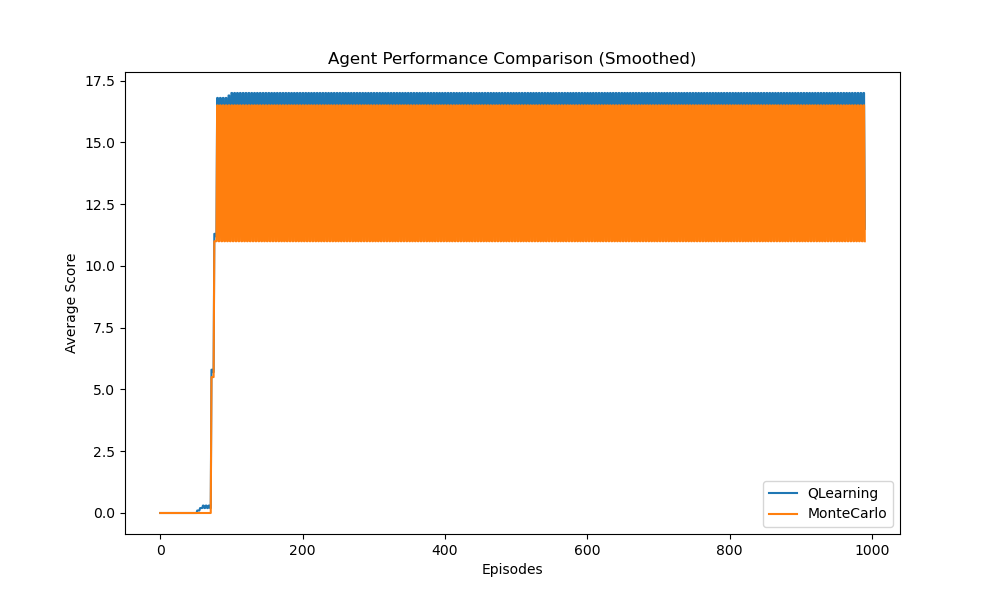 Agent Performance Comparison (Smoothed)
17.5
15.0
12.5
10.0
7.5
5.0
2.5
0.0
Average Score
0 200 400 600 800 1000
Episodes
QLearning
MonteCarlo